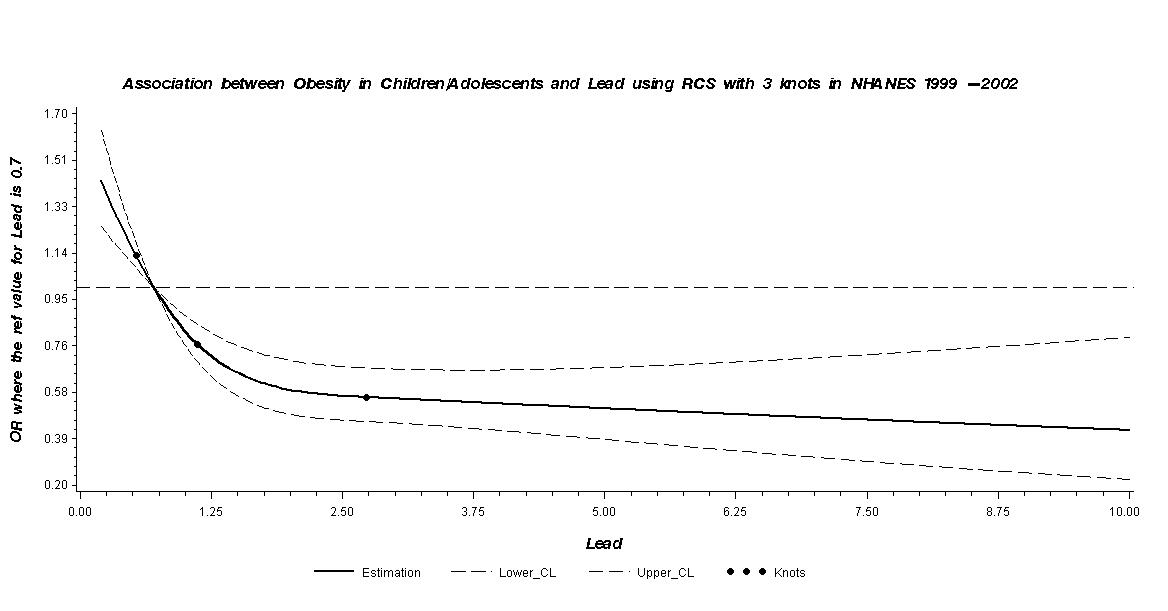 Association between Obesity in Children/Adolescents and Lead using RCS with 3 knots in NHANES 1999 —2002
OR where the ref value for Lead is 0.7
1.70
1.51
1.33
1.14
0.95
0.76
0.58
0.39
0.20
0.00 1.25 2.50 3.75 5.00 6.25 7.50 8.75 10.00
Lead
Estimation Lower_CL Upper_CL Knots